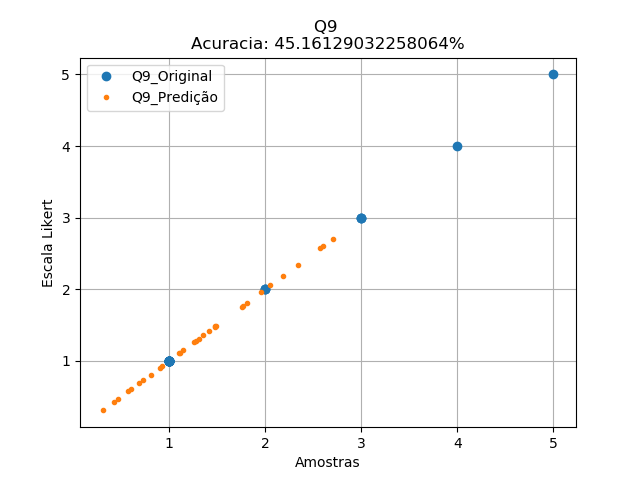 Q9
Acuracia: 45.16129032258064%
Q9_Original
Q9_Predição
5
4
3
2
1
Escala Likert
1 2 3 4 5
Amostras